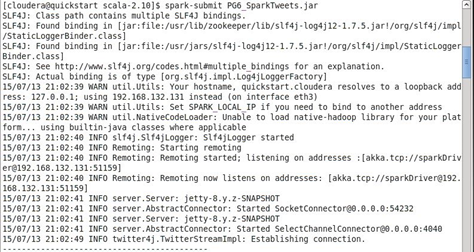 [cloudera@quickstart scala-2.10]$ spark-submit PG6_SparkTweets.jar
SLF4J: Class path contains multiple SLF4J bindings.
SLF4J: Found binding in [jar:file:/usr/lib/zookeeper/lib/slf4j-log4j12-1.7.5.jar!/org/slf4j/impl
/StaticLoggerBinder.class]
SLF4J: Found binding in [jar:file:/usr/jars/slf4j-log4j12-1.7.5.jar!/org/slf4j/impl/StaticLogger
Binder.class]
SLF4J: See http://www.slf4j.org/codes.html#multiple_bindings for an explanation.
SLF4J: Actual binding is of type [org.slf4j.impl.Log4jLoggerFactory]
15/07/13 21:02:39 WARN util.Utils: Your hostname, quickstart.cloudera resolves to a loopback add
ress: 127.0.0.1; using 192.168.132.131 instead (on interface eth3)
15/07/13 21:02:39 WARN util.Utils: Set SPARK_LOCAL_IP if you need to bind to another address
15/07/13 21:02:39 WARN util.NativeCodeLoader: Unable to load native-hadoop library for your plat
form... using builtin-java classes where applicable
15/07/13 21:02:40 INFO slf4j.Slf4jLogger: Slf4jLogger started
15/07/13 21:02:40 INFO Remoting: Starting remoting
15/07/13 21:02:40 INFO Remoting: Remoting started; listening on addresses :[akka.tcp://sparkDriv
er@192.168.132.131:51159]
15/07/13 21:02:40 INFO Remoting: Remoting now listens on addresses: [akka.tcp://sparkDriver@192.
168.132.131:51159]
15/07/13 21:02:41 INFO server.Server: jetty-8.y.z-SNAPSHOT
15/07/13 21:02:41 INFO server.AbstractConnector: Started SocketConnector@0.0.0.0:54232
15/07/13 21:02:41 INFO server.Server: jetty-8.y.z-SNAPSHOT
15/07/13 21:02:41 INFO server.AbstractConnector: Started SelectChannelConnector@0.0.0.0:4040
15/07/13 21:02:49 INFO twitter4j.TwitterStreamImpl: Establishing connection.